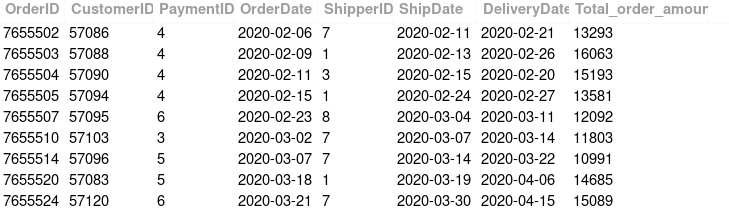 OrderID CustomerID PaymentID OrderDate ShipperID ShipDate DeliveryDate Total_order_amour
7655502 57086 4 2020-02-06 7 2020-02-11 2020-02-21 13293
7655503 57088 4 2020-02-09 1 2020-02-13 2020-02-26 16063
7655504 57090 4 2020-02-11 3 2020-02-15 2020-02-20 15193
7655505 57094 4 2020-02-15 1 2020-02-24 2020-02-27 13581
7655507 57095 6 2020-02-23 8 2020-03-04 2020-03-11 12092
7655510 57103 3 2020-03-02 7 2020-03-07 2020-03-14 11803
7655514 57096 5 2020-03-07 7 2020-03-14 2020-03-22 10991
7655520 57083 5 2020-03-18 1 2020-03-19 2020-04-06 14685
7655524 57120 6 2020-03-21 7 2020-03-30 2020-04-15 15089